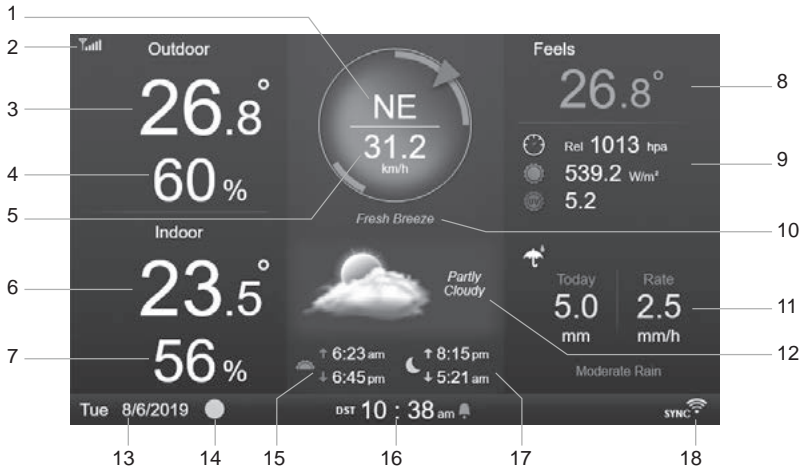 1
2
3
4
5
6
7
8
9
10
11
12
13
14
15
16
17
18
Outdoor
26.8°
60 %
Indoor
23.5°
56 %
NE
31.2
km/h
Fresh Breeze
Partly
Cloudy
↑ 6:23 am
↓ 6:45 pm
↑ 8:15 pm
↓ 5:21 am
Feels
26.8°
Rel 1013 hpa
539.2 W/m²
5.2
Today
5.0
mm
Rate
2.5
mm/h
Moderate Rain
Tue 8/6/2019
DST 10 : 38 am
SYNC